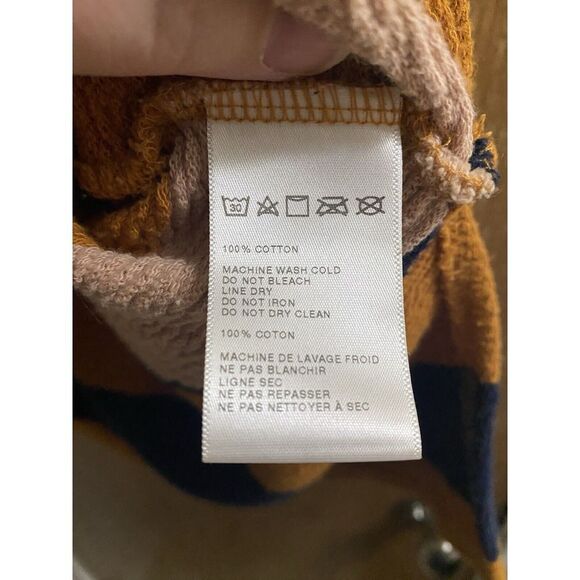 30
100% COTTON
MACHINE WASH COLD
DO NOT BLEACH
LINE DRY
DO NOT IRON
DO NOT DRY CLEAN
100% COTON
MACHINE DE LAVAGE FROID
NE PAS BLANCHIR
LIGNE SEC
NE PAS REPASSER
NE PAS NETTOYER À SEC